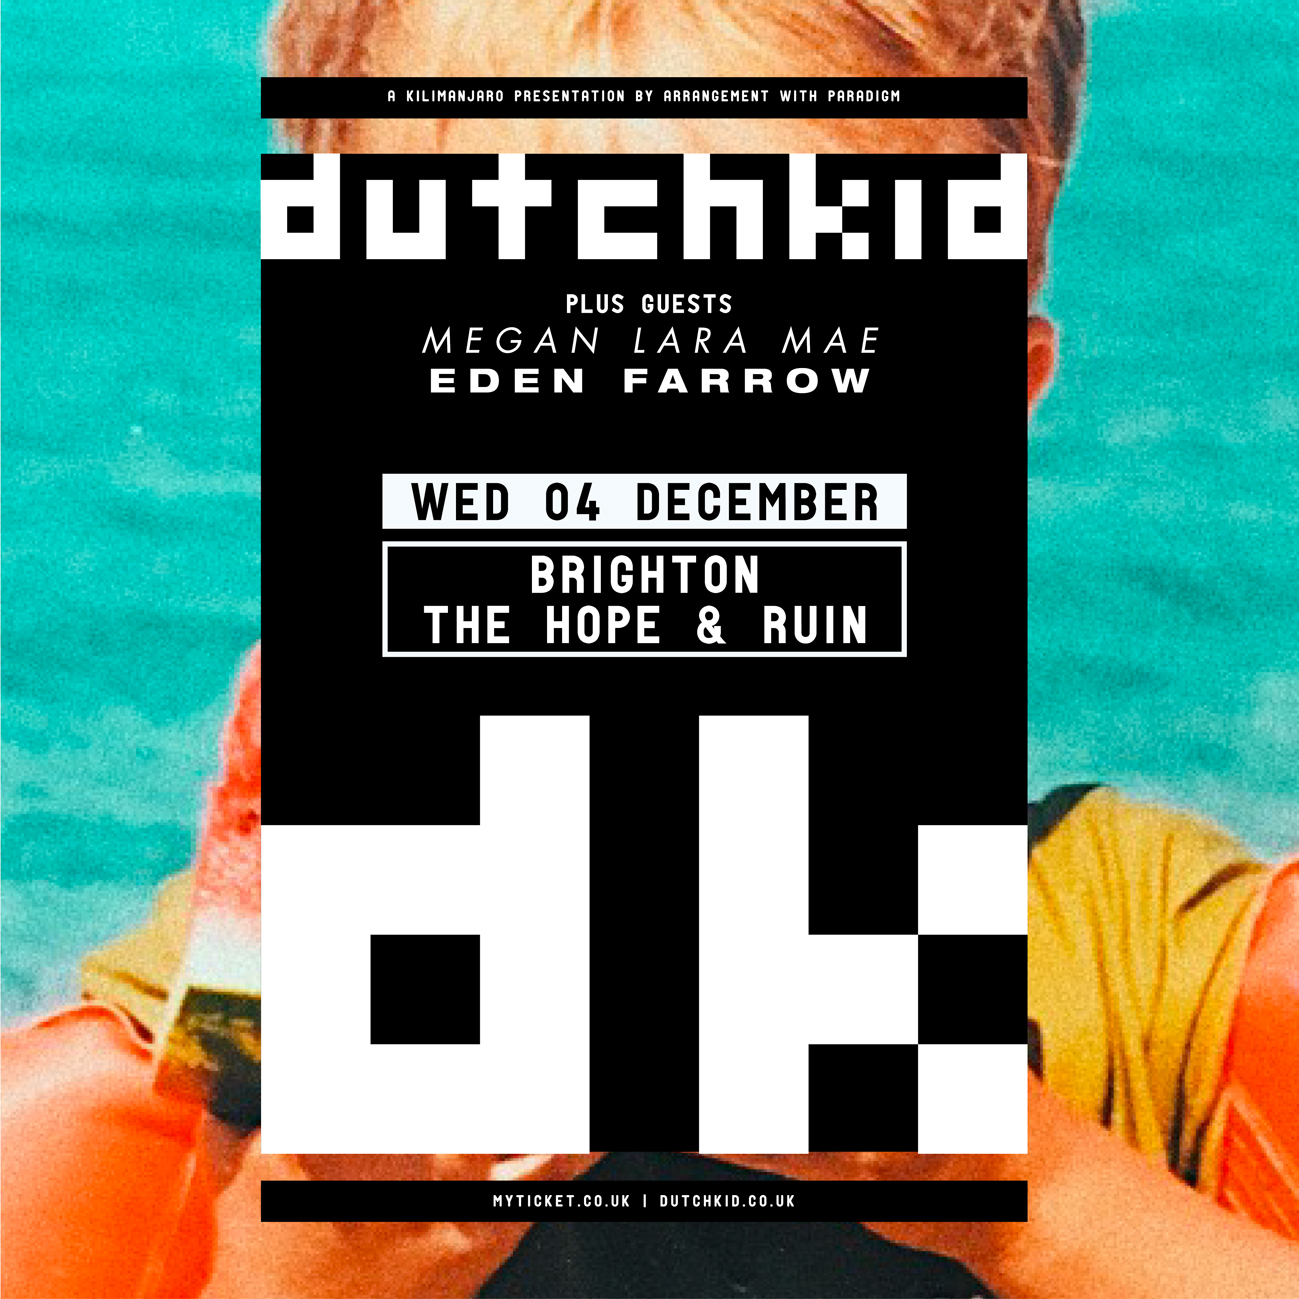 A KILIMANJARO PRESENTATION BY ARRANGEMENT WITH PARADIGM
dutchkid
PLUS GUESTS
MEGAN LARA MAE
EDEN FARROW
WED 04 DECEMBER
BRIGHTON
THE HOPE & RUIN
dk
MYTICKET.CO.UK | DUTCHKID.CO.UK